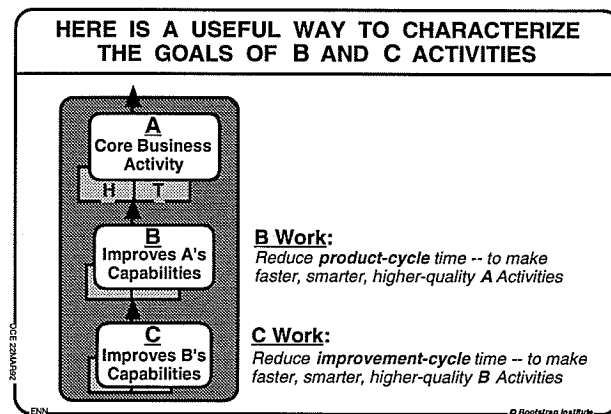 HERE IS A USEFUL WAY TO CHARACTERIZE
THE GOALS OF B AND C ACTIVITIES
A
Core Business
Activity
H T
B
Improves A's
Capabilities
B Work:
Reduce product-cycle time -- to make
faster, smarter, higher-quality A Activities
C
Improves B's
Capabilities
C Work:
Reduce improvement-cycle time -- to make
faster, smarter, higher-quality B Activities
DCE 22MAR92
ENN
© Bootstrap Institute